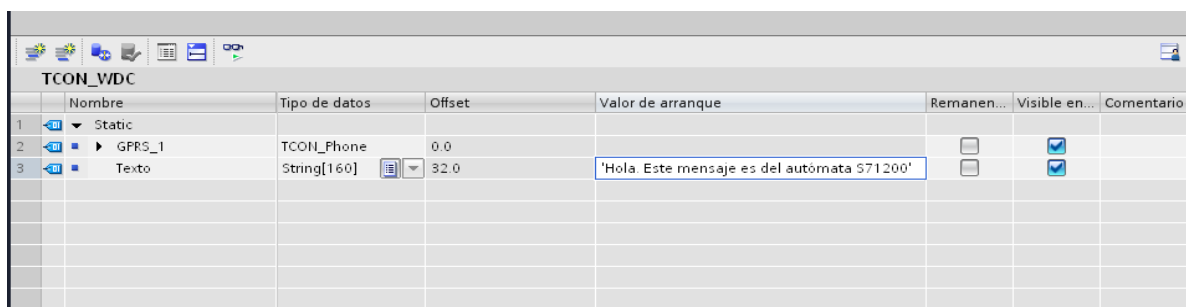 TCON_WDC
Nombre Tipo de datos Offset Valor de arranque Remanen... Visible en... Comentario
1 Static
2 GPRS_1 TCON_Phone 0.0
3 Texto String[160] 32.0 'Hola. Este mensaje es del autómata S71200'